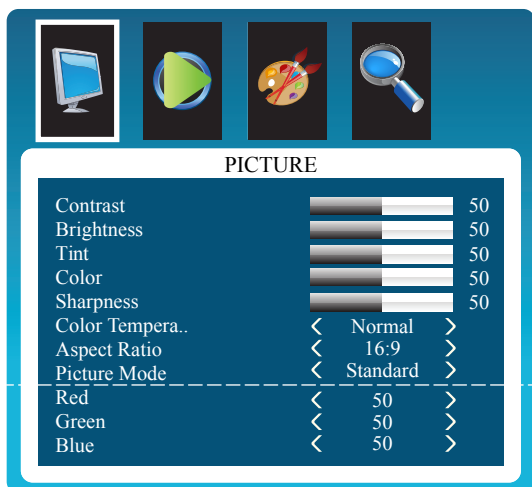 PICTURE
Contrast 50
Brightness 50
Tint 50
Color 50
Sharpness 50
Color Tempera.. Normal
Aspect Ratio 16:9
Picture Mode Standard
Red 50
Green 50
Blue 50